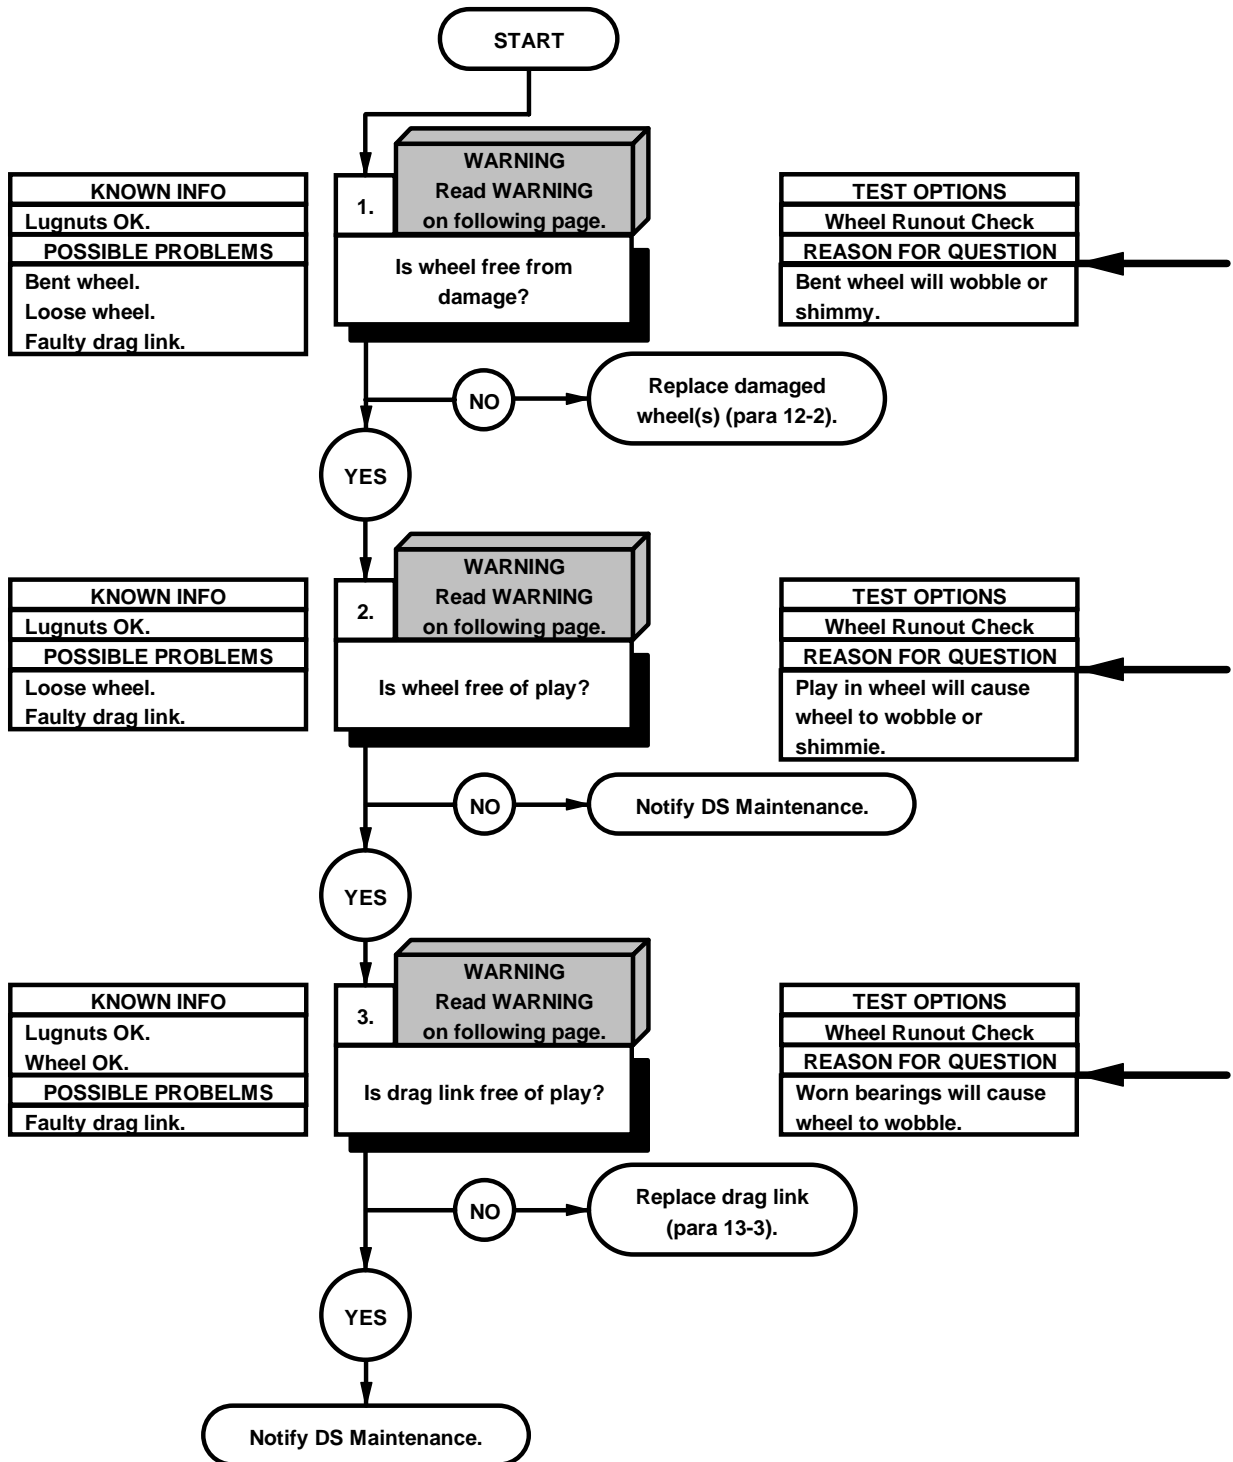 START
KNOWN INFO
Lugnuts OK.
POSSIBLE PROBLEMS
Bent wheel.
Loose wheel.
Faulty drag link.
1.
WARNING
Read WARNING
on following page.
Is wheel free from
damage?
TEST OPTIONS
Wheel Runout Check
REASON FOR QUESTION
Bent wheel will wobble or
shimmy.
NO
Replace damaged
wheel(s) (para 12-2).
YES
KNOWN INFO
Lugnuts OK.
POSSIBLE PROBLEMS
Loose wheel.
Faulty drag link.
2.
WARNING
Read WARNING
on following page.
Is wheel free of play?
TEST OPTIONS
Wheel Runout Check
REASON FOR QUESTION
Play in wheel will cause
wheel to wobble or
shimmie.
NO
Notify DS Maintenance.
YES
KNOWN INFO
Lugnuts OK.
Wheel OK.
POSSIBLE PROBELMS
Faulty drag link.
3.
WARNING
Read WARNING
on following page.
Is drag link free of play?
TEST OPTIONS
Wheel Runout Check
REASON FOR QUESTION
Worn bearings will cause
wheel to wobble.
NO
Replace drag link
(para 13-3).
YES
Notify DS Maintenance.